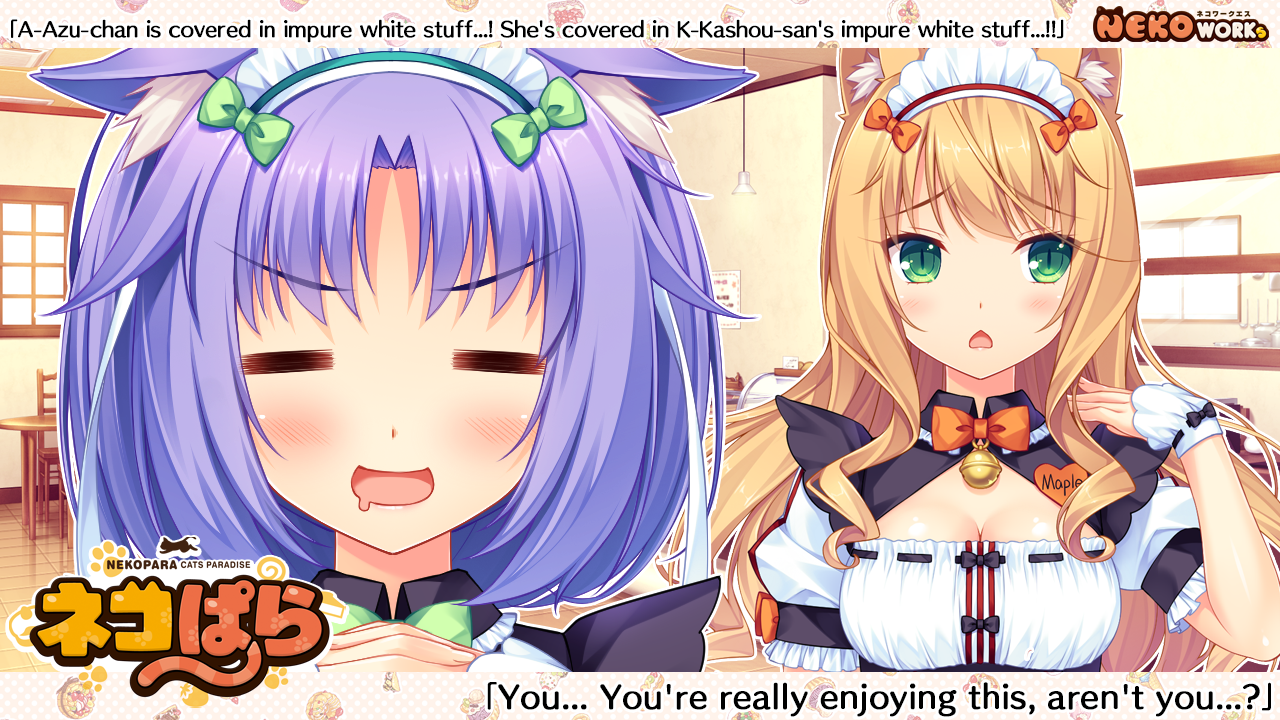 「A-Azu-chan is covered in impure white stuff...! She's covered in K-Kashou-san's impure white stuff...!!」
ネコワークエス
NEKO WORKs
Maple
NEKOPARA CATS PARADISE
ネコぱら
「You... You're really enjoying this, aren't you...?」